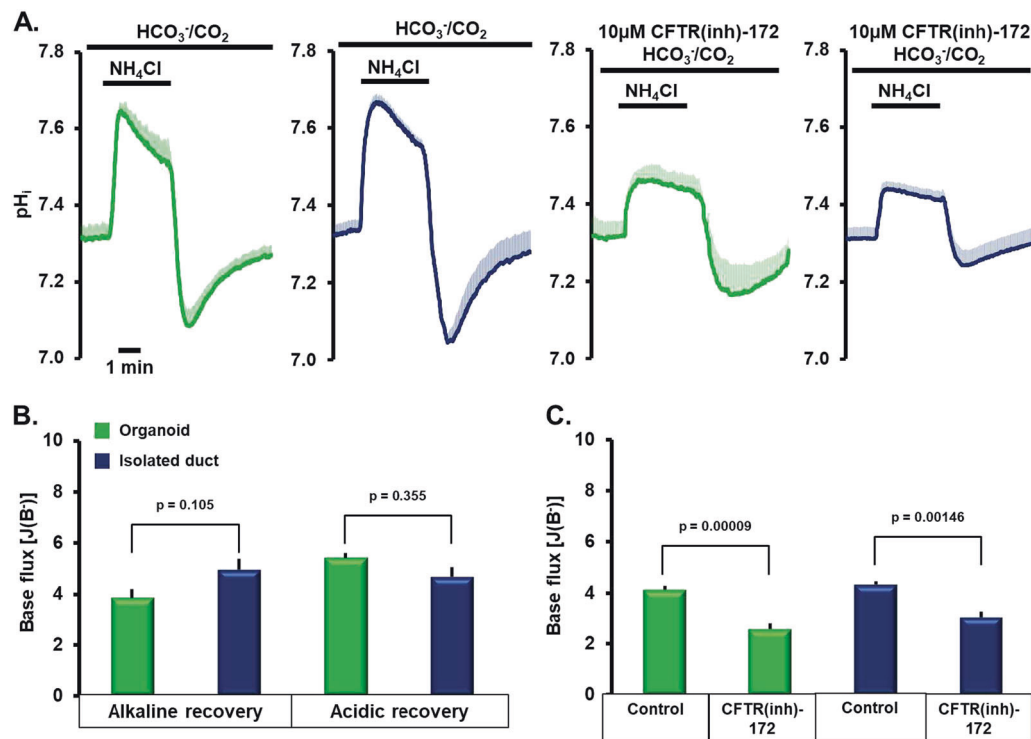 A.
HCO₃⁻/CO₂
NH₄Cl
7.8
7.6
7.4
7.2
7.0
pHᵢ
1 min
HCO₃⁻/CO₂
NH₄Cl
7.8
7.6
7.4
7.2
7.0
10µM CFTR(inh)-172
HCO₃⁻/CO₂
NH₄Cl
7.8
7.6
7.4
7.2
7.0
10µM CFTR(inh)-172
HCO₃⁻/CO₂
NH₄Cl
7.8
7.6
7.4
7.2
7.0
B.
Organoid
Isolated duct
Base flux [J(B⁻)]
10
8
6
4
2
0
p = 0.105
p = 0.355
Alkaline recovery
Acidic recovery
C.
Base flux [J(B⁻)]
10
8
6
4
2
0
p = 0.00009
p = 0.00146
Control
CFTR(inh)-
172
Control
CFTR(inh)-
172